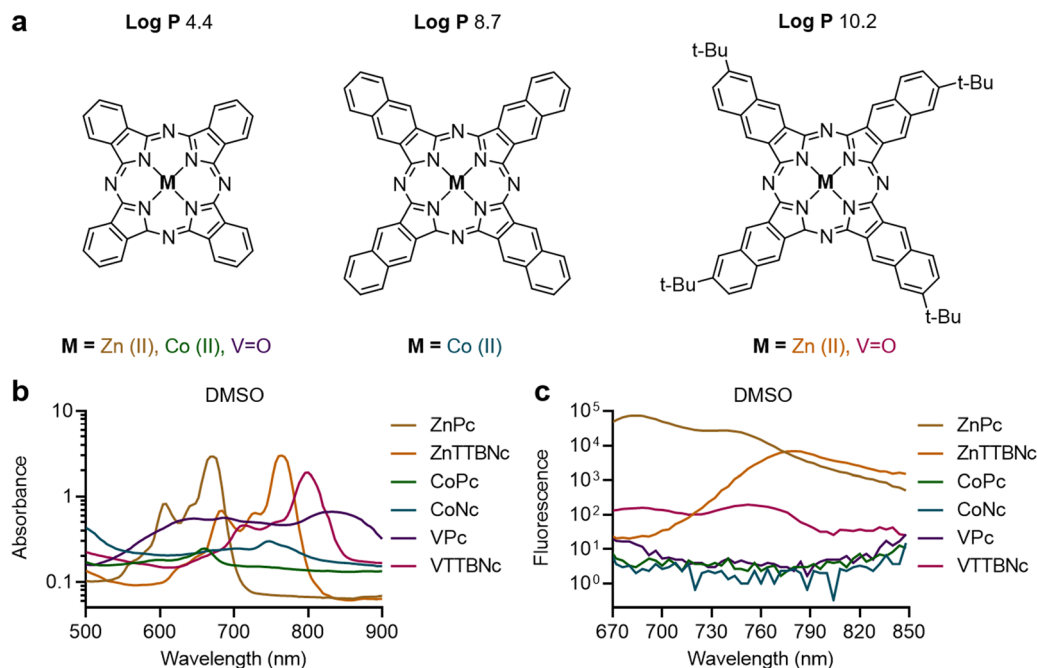 a
Log P 4.4
Log P 8.7
Log P 10.2
N N N N M N N N N
N N N N M N N N N
t-Bu
t-Bu
N N N N M N N N N
t-Bu
t-Bu
M = Zn (II), Co (II), V=O
M = Co (II)
M = Zn (II), V=O
b
DMSO
10
1
0.1
Absorbance
500 600 700 800 900
Wavelength (nm)
ZnPc
ZnTTBNc
CoPc
CoNc
VPc
VTTBNc
c
DMSO
10^5
10^4
10^3
10^2
10^1
10^0
Fluorescence
670 700 730 760 790 820 850
Wavelength (nm)
ZnPc
ZnTTBNc
CoPc
CoNc
VPc
VTTBNc